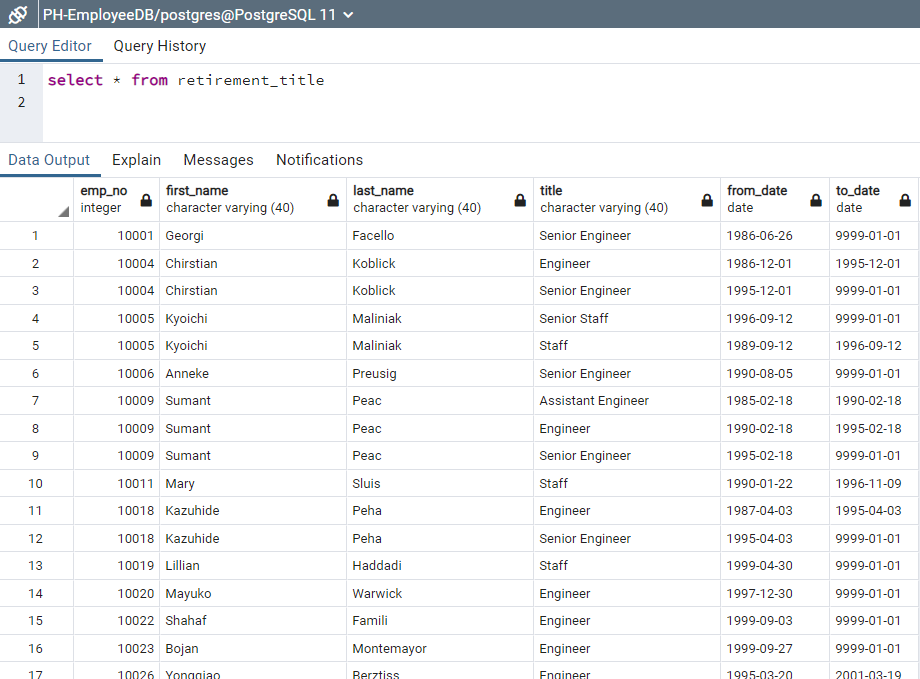 PH-EmployeeDB/postgres@PostgreSQL 11
Query Editor Query History
1 select * from retirement_title
2
Data Output Explain Messages Notifications
emp_no first_name last_name title from_date to_date
integer character varying (40) character varying (40) character varying (40) date date
1 10001 Georgi Facello Senior Engineer 1986-06-26 9999-01-01
2 10004 Chirstian Koblick Engineer 1986-12-01 1995-12-01
3 10004 Chirstian Koblick Senior Engineer 1995-12-01 9999-01-01
4 10005 Kyoichi Maliniak Senior Staff 1996-09-12 9999-01-01
5 10005 Kyoichi Maliniak Staff 1989-09-12 1996-09-12
6 10006 Anneke Preusig Senior Engineer 1990-08-05 9999-01-01
7 10009 Sumant Peac Assistant Engineer 1985-02-18 1990-02-18
8 10009 Sumant Peac Engineer 1990-02-18 1995-02-18
9 10009 Sumant Peac Senior Engineer 1995-02-18 9999-01-01
10 10011 Mary Sluis Staff 1990-01-22 1996-11-09
11 10018 Kazuhide Peha Engineer 1987-04-03 1995-04-03
12 10018 Kazuhide Peha Senior Engineer 1995-04-03 9999-01-01
13 10019 Lillian Haddadi Staff 1999-04-30 9999-01-01
14 10020 Mayuko Warwick Engineer 1997-12-30 9999-01-01
15 10022 Shahaf Famili Engineer 1999-09-03 9999-01-01
16 10023 Bojan Montemayor Engineer 1999-09-27 9999-01-01
17 10026 Yongqiao Berztiss Engineer 1995-03-20 2001-03-19